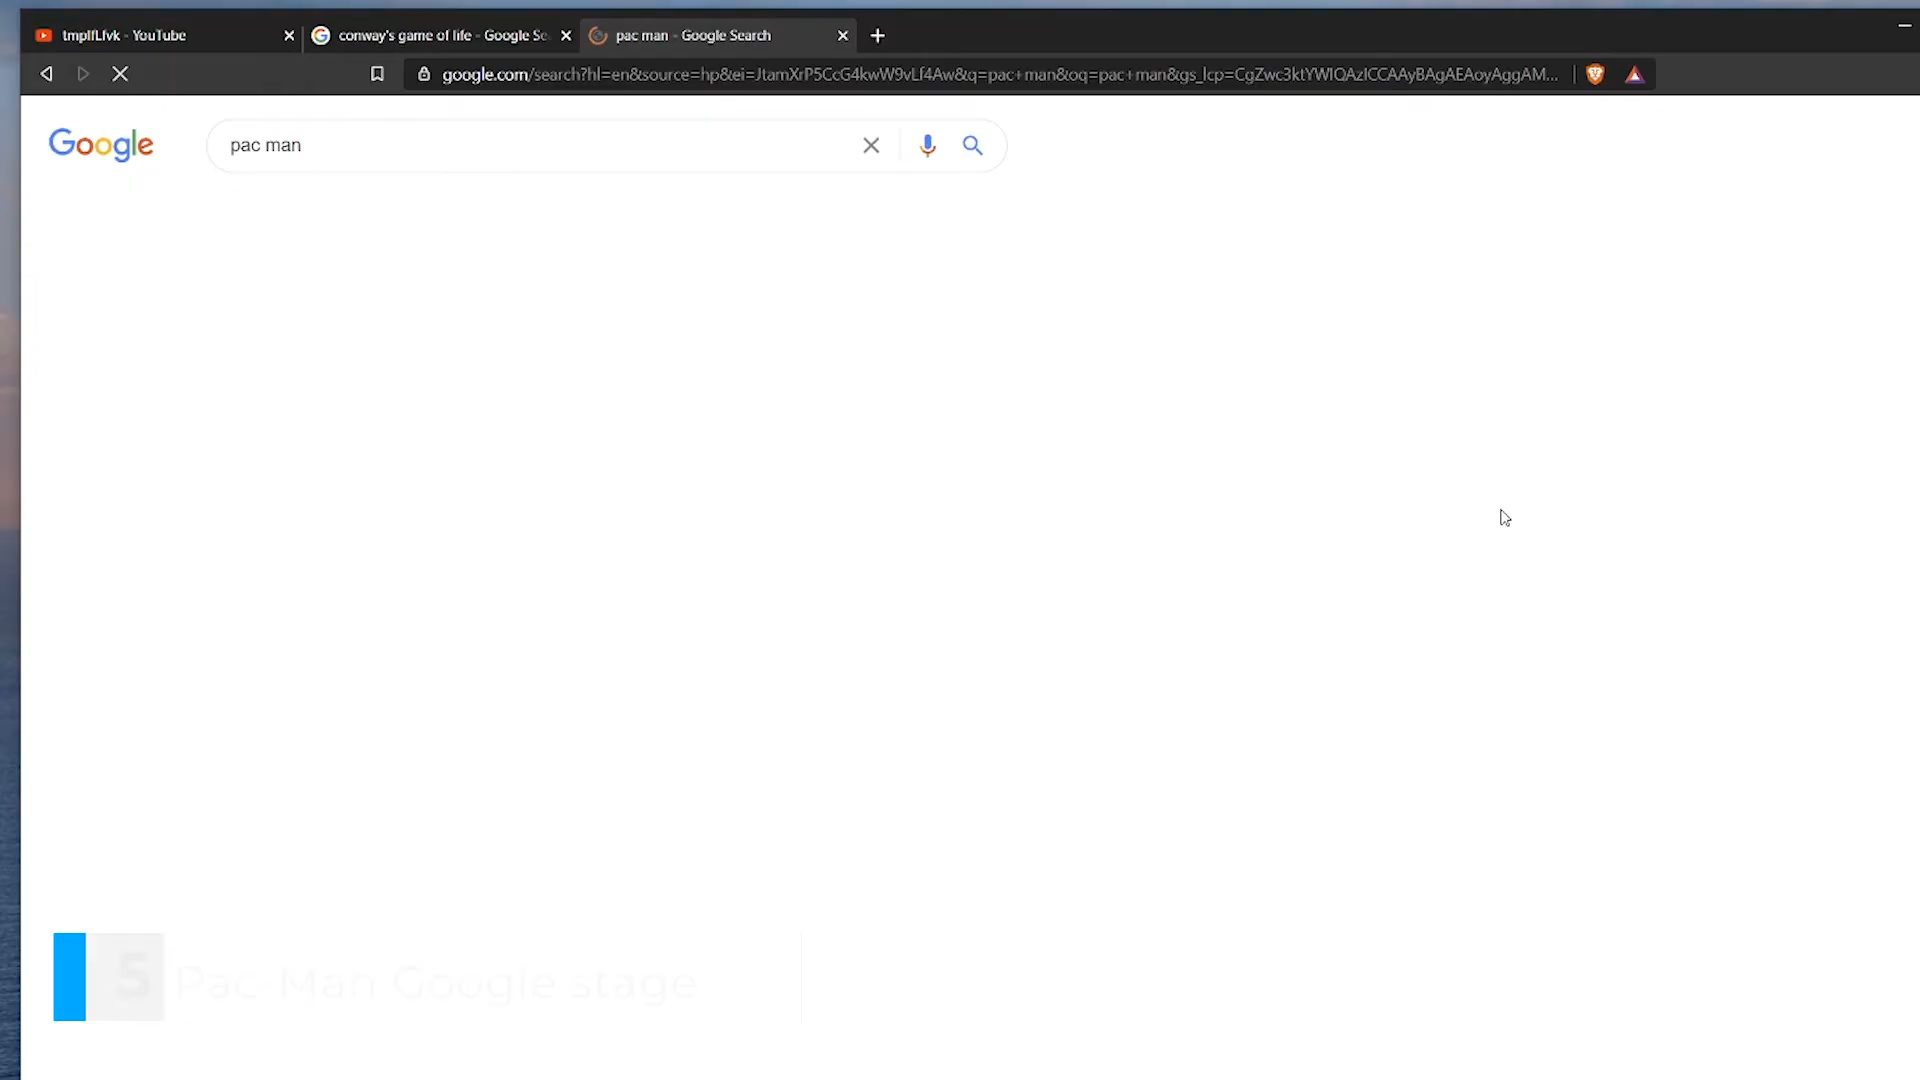 tmplfLfvk - YouTube
conway's game of life - Google Se
pac man - Google Search
google.com/search?hl=en&source=hp&ei=JtamXrP5CcG4kwW9vLf4Aw&q=pac+man&oq=pac+man&gs_lcp=CgZwc3ktYWIQAzICCAAyBAgAEAoyAggAM...
Google
pac man
5 Pac-Man Google stage